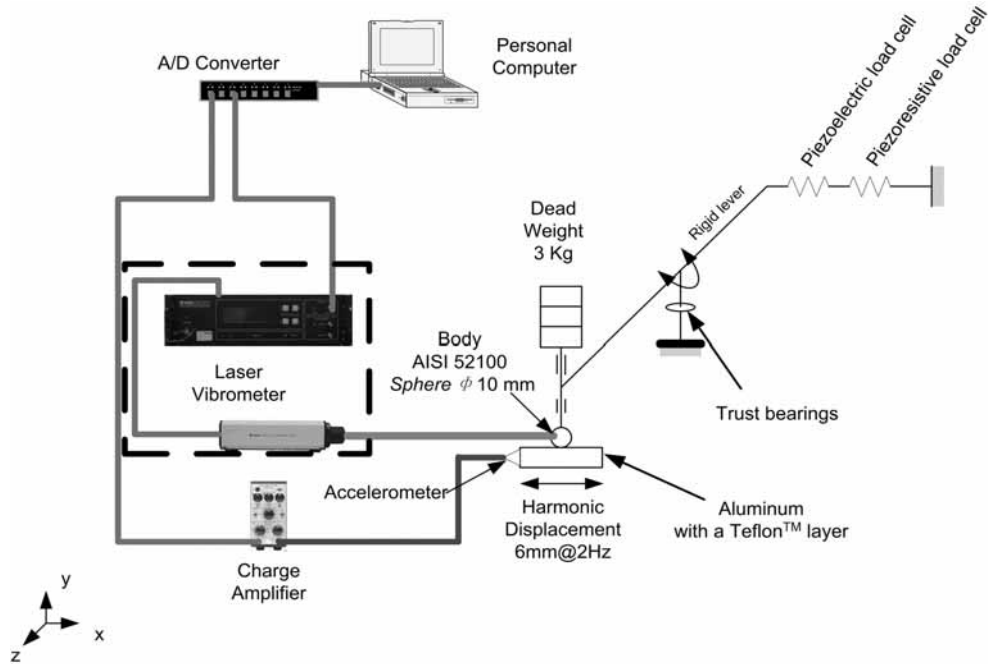 A/D Converter
Personal
Computer
Piezoelectric load cell
Piezoresistive load cell
Rigid lever
Dead
Weight
3 Kg
Body
AISI 52100
Sphere ϕ 10 mm
Laser
Vibrometer
Trust bearings
Accelerometer
Harmonic
Displacement
6mm@2Hz
Aluminum
with a Teflon™ layer
Charge
Amplifier
y
x
z